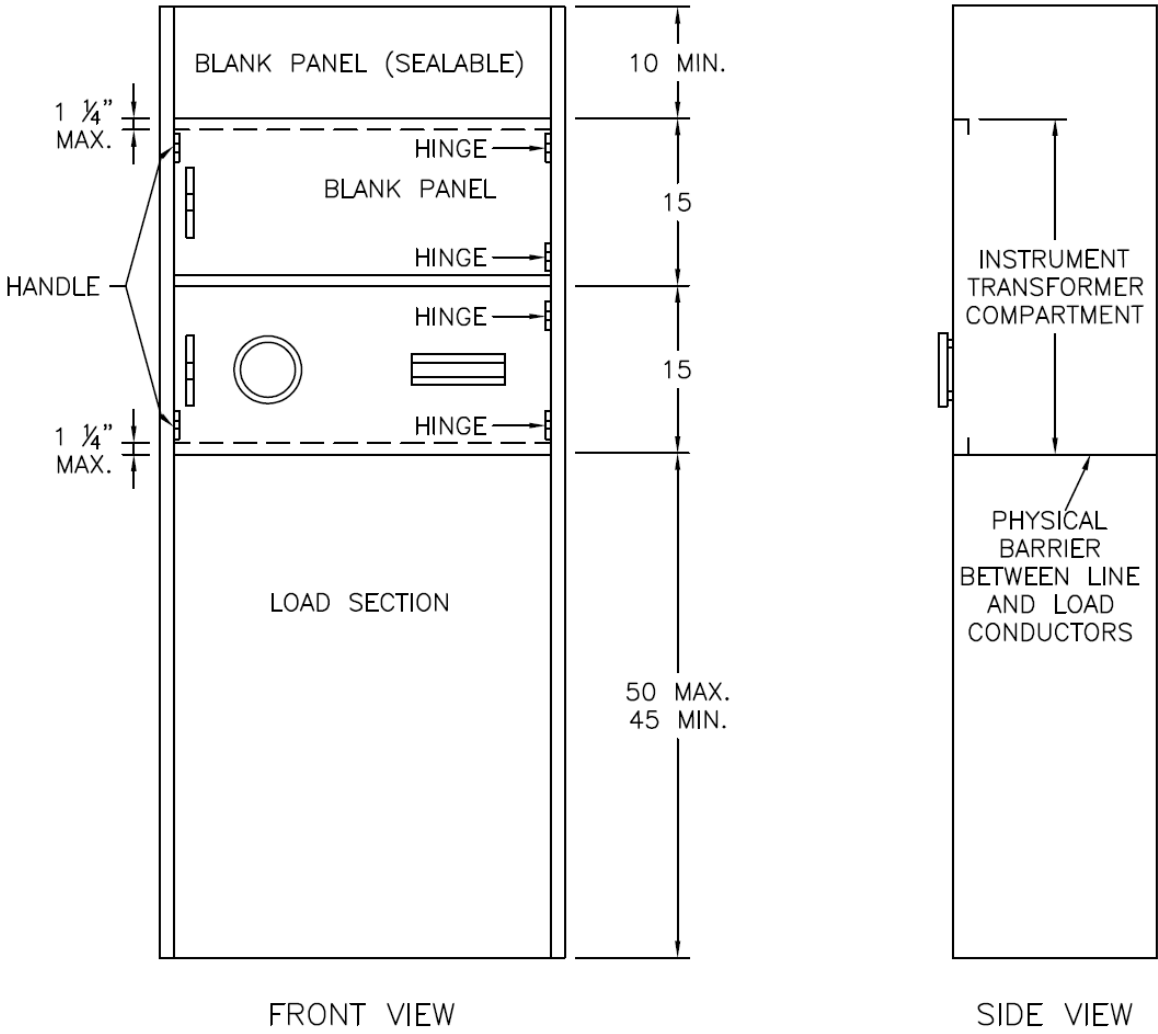 BLANK PANEL (SEALABLE)
10 MIN.
1 ¼"
MAX.
HINGE
BLANK PANEL
15
HINGE
HANDLE
INSTRUMENT
TRANSFORMER
COMPARTMENT
HINGE
15
HINGE
1 ¼"
MAX.
PHYSICAL
BARRIER
BETWEEN LINE
AND LOAD
CONDUCTORS
LOAD SECTION
50 MAX.
45 MIN.
FRONT VIEW
SIDE VIEW